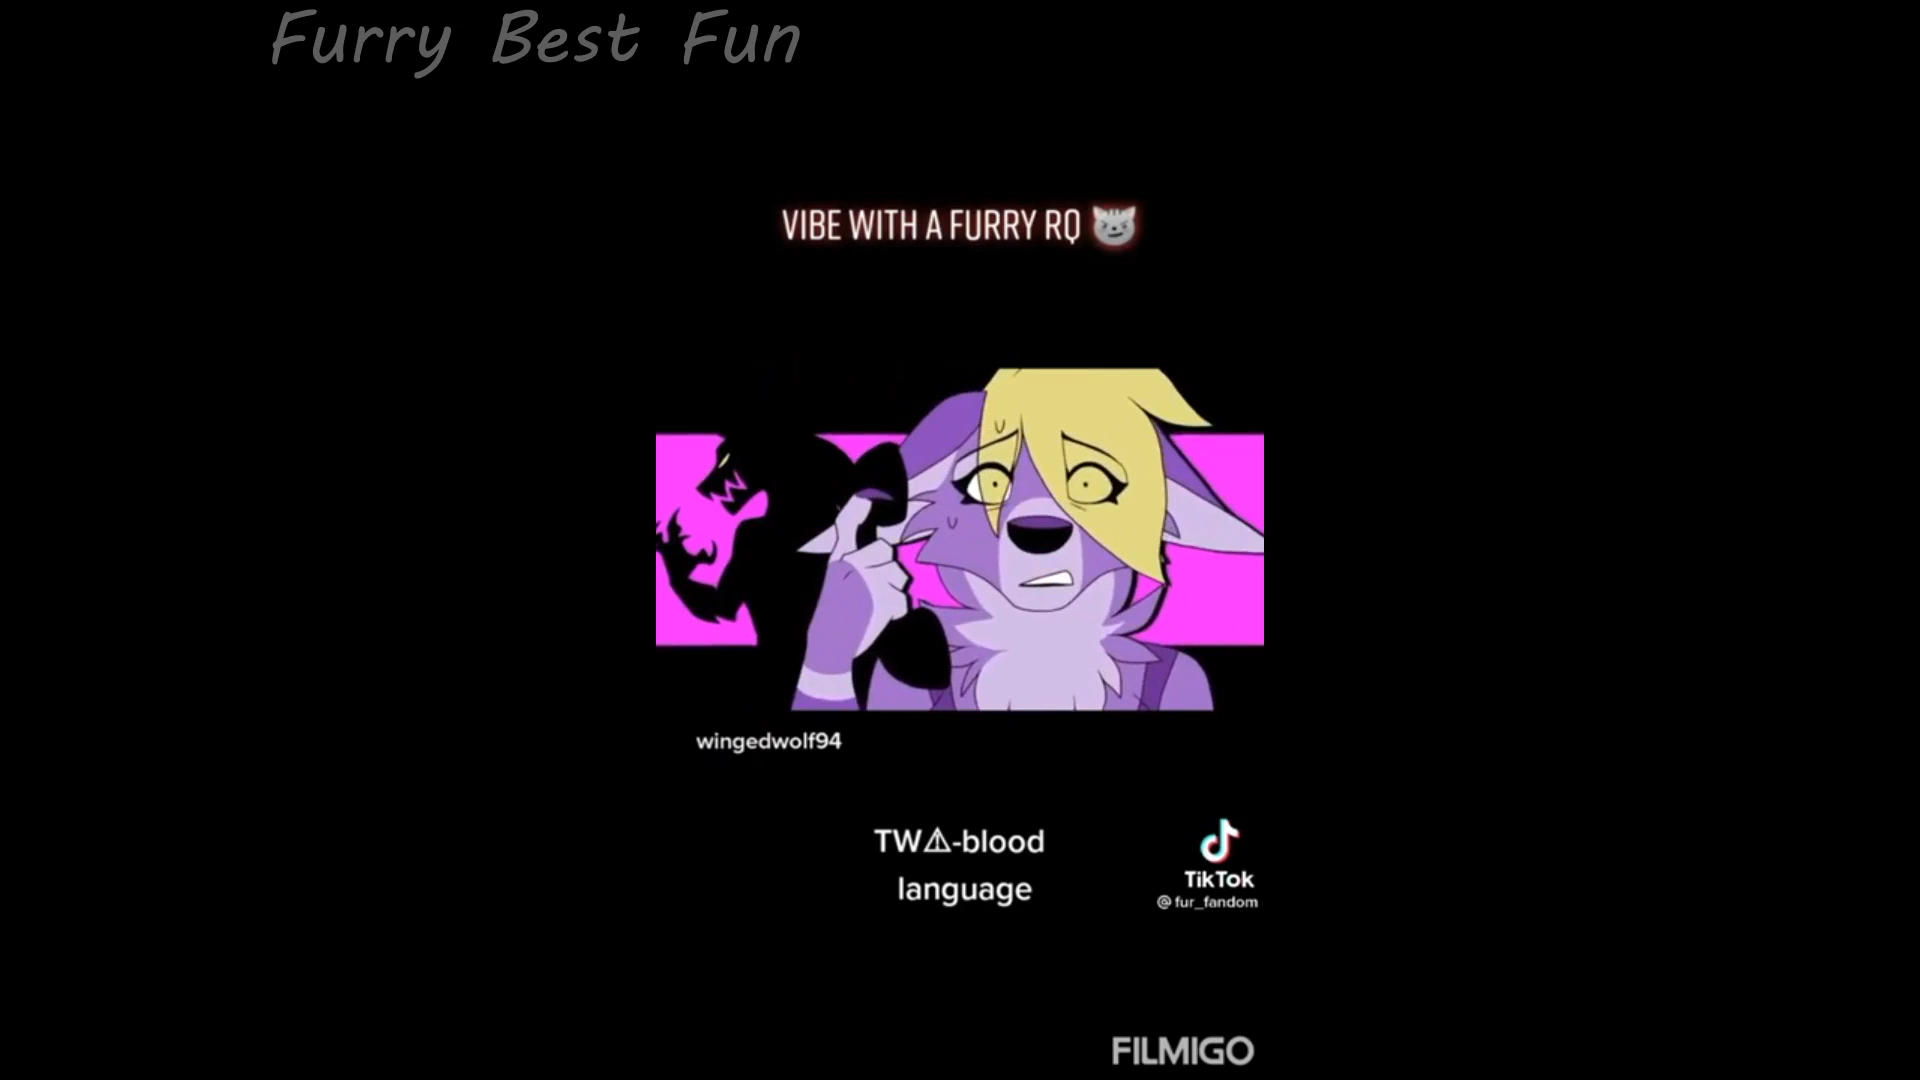 Furry Best Fun
VIBE WITH A FURRY RQ 😼
wingedwolf94
TW⚠-blood
language
TikTok
@fur_fandom
FILMIGO